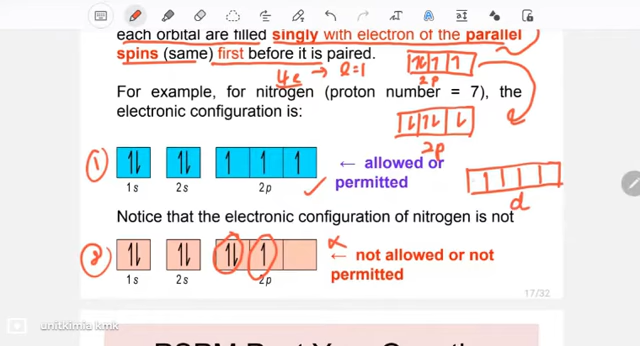 each orbital are filled singly with electron of the parallel
spins (same) first before it is paired.
4e → l=1
2p
For example, for nitrogen (proton number = 7), the
electronic configuration is:
2p
1
← allowed or
permitted
1s 2s 2p
d
Notice that the electronic configuration of nitrogen is not
2
← not allowed or not
permitted
1s 2s 2p
17/32
unitkimia kmk